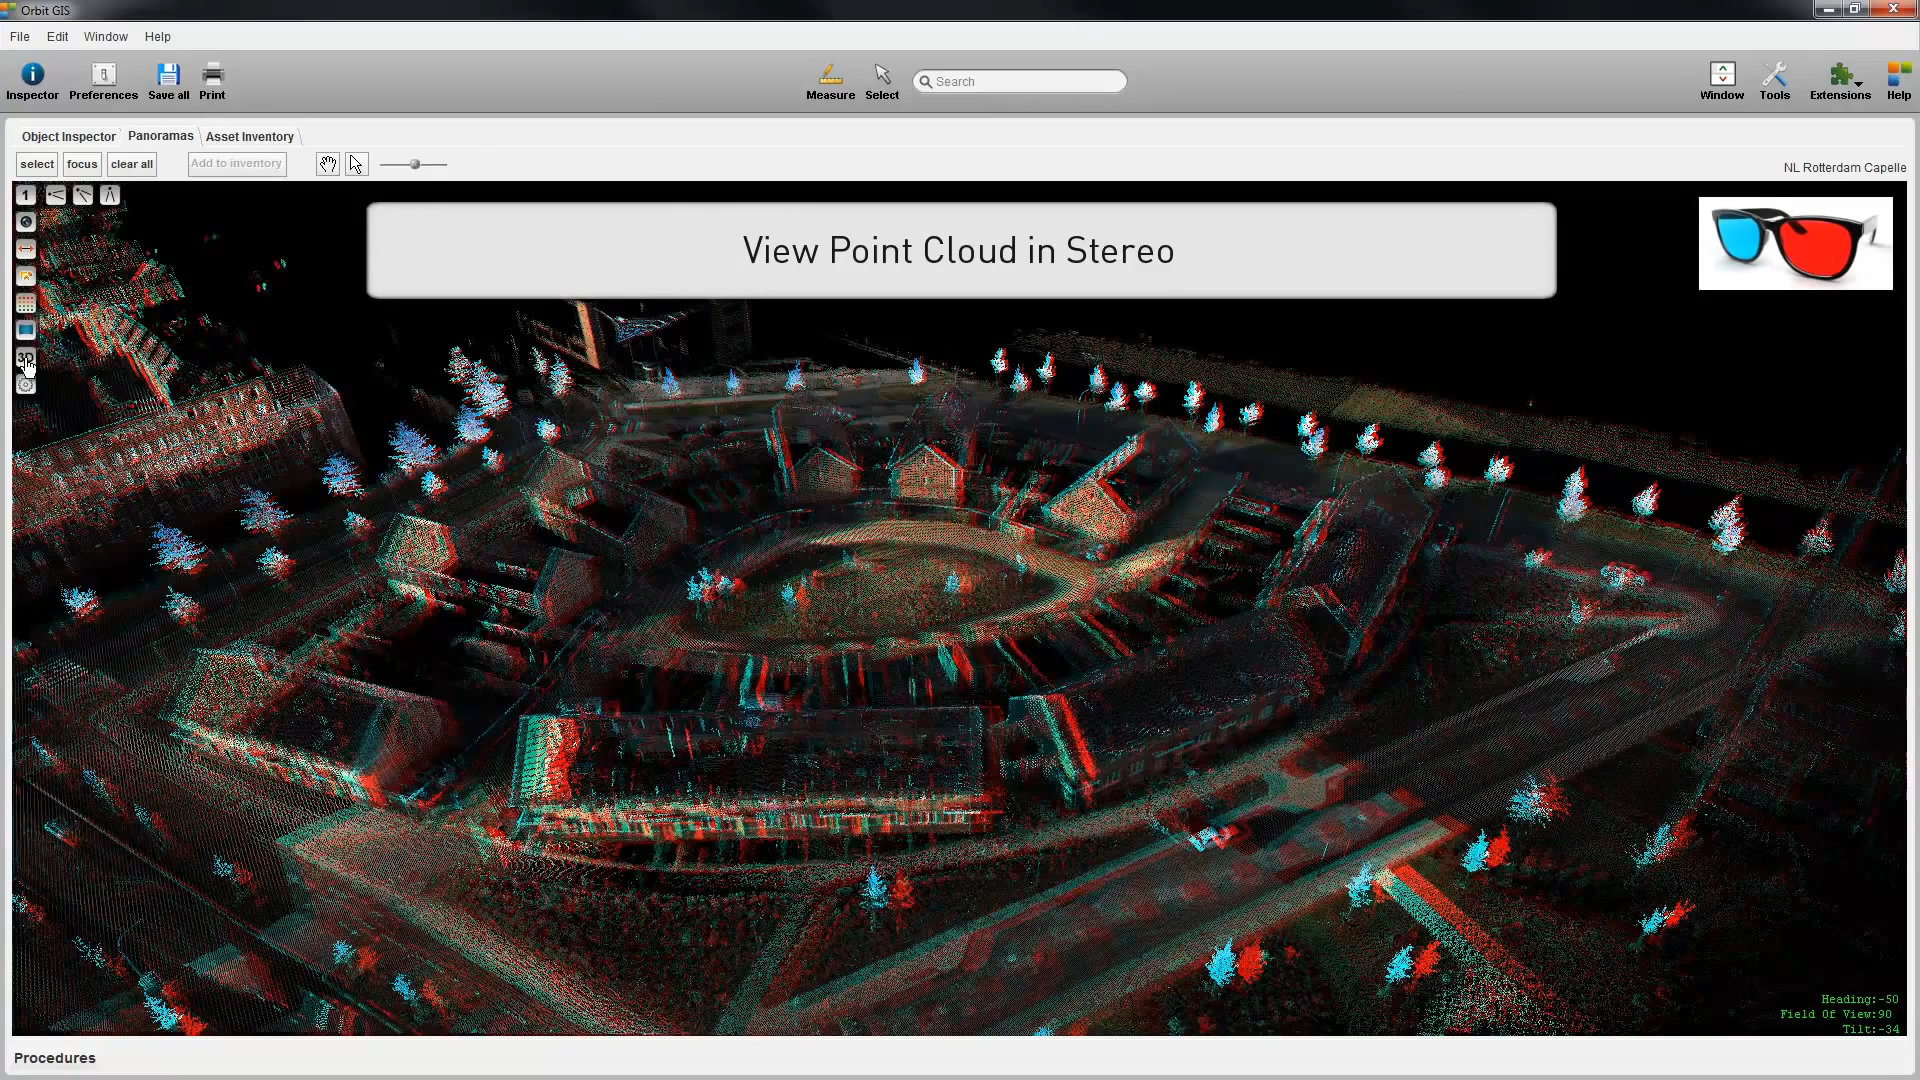 Orbit GIS
File Edit Window Help
Inspector Preferences Save all Print Measure Select Search Window Tools Extensions Help
Object Inspector Panoramas Asset Inventory
select focus clear all Add to inventory
NL Rotterdam Capelle
1
View Point Cloud in Stereo
3D
Heading:-50
Field Of View:90
Tilt:-34
Procedures